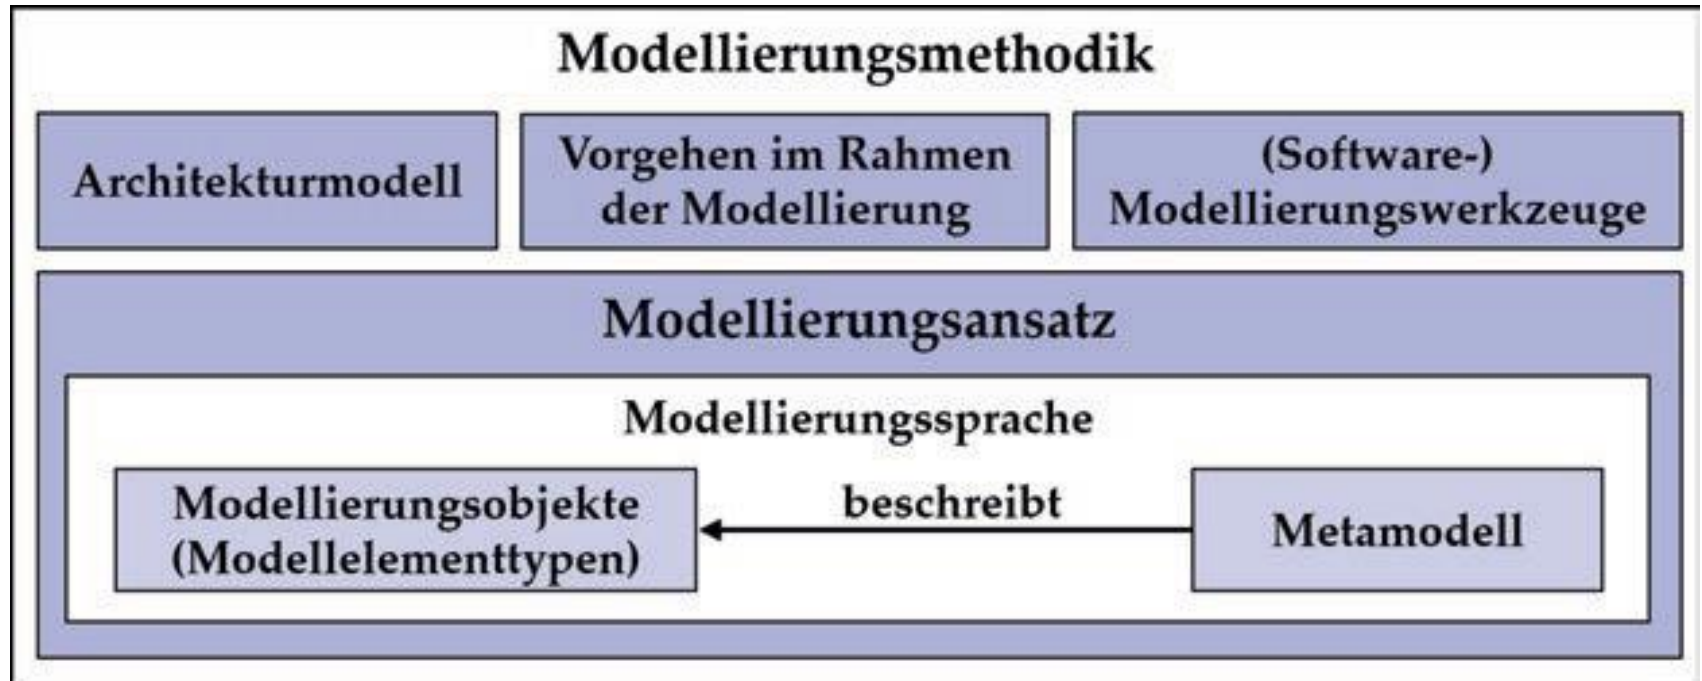 Modellierungsmethodik
Architekturmodell
Vorgehen im Rahmen
der Modellierung
(Software-)
Modellierungswerkzeuge
Modellierungsansatz
Modellierungssprache
Modellierungsobjekte
(Modellelementtypen)
beschreibt
Metamodell